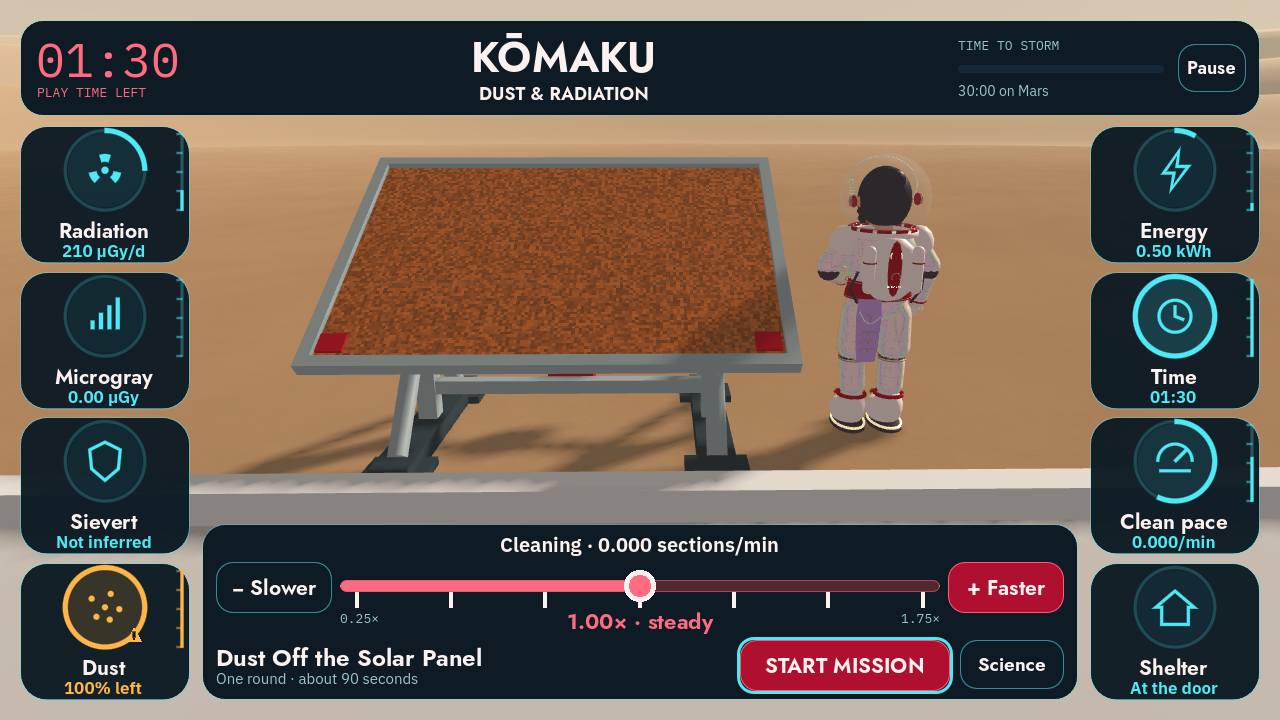 01:30
PLAY TIME LEFT
KŌMAKU
DUST & RADIATION
TIME TO STORM
30:00 on Mars
Pause
Radiation
210 µGy/d
Microgray
0.00 µGy
Sievert
Not inferred
Dust
100% left
Energy
0.50 kWh
Time
01:30
Clean pace
0.000/min
Shelter
At the door
Cleaning · 0.000 sections/min
− Slower
+ Faster
0.25×
1.00× · steady
1.75×
Dust Off the Solar Panel
One round · about 90 seconds
START MISSION
Science